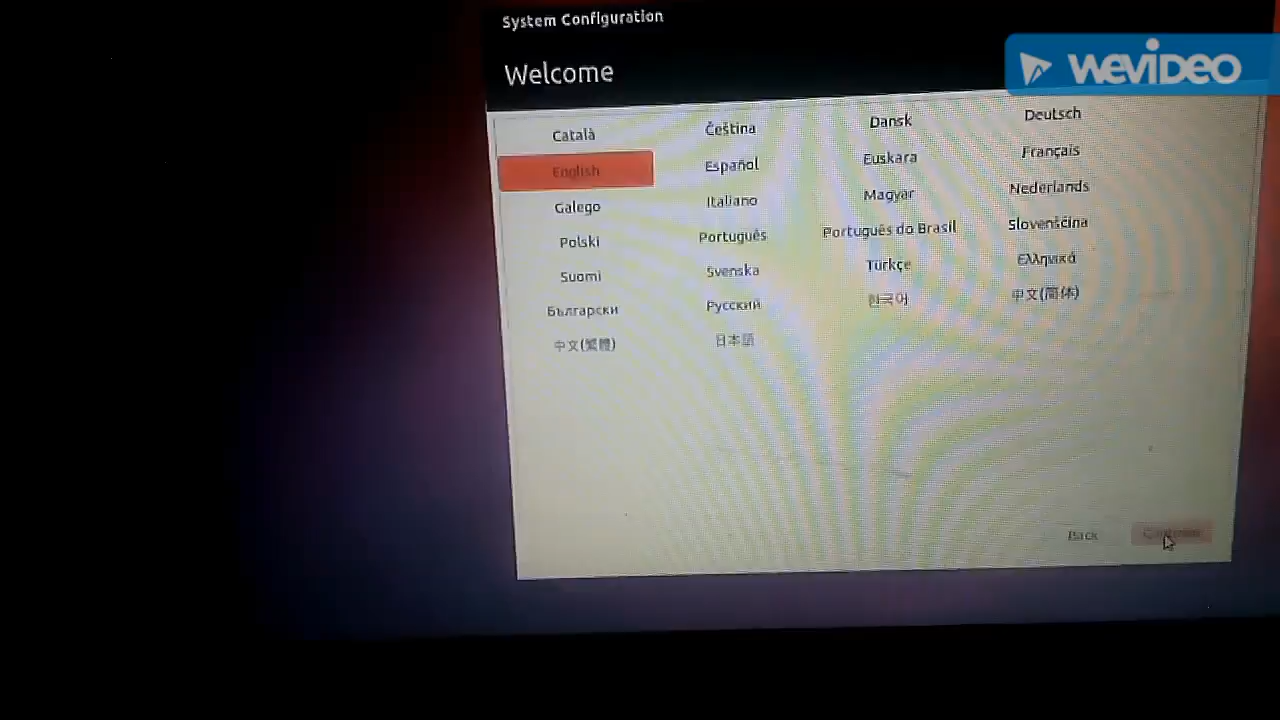 System Configuration
WEVIDEO
Welcome
Català Čeština Dansk Deutsch
English Español Euskara Français
Galego Italiano Magyar Nederlands
Polski Português Português do Brasil Slovenščina
Suomi Svenska Türkçe Ελληνικά
Български Русский 한국어 中文(简体)
中文(繁體) 日本語
Back Continue